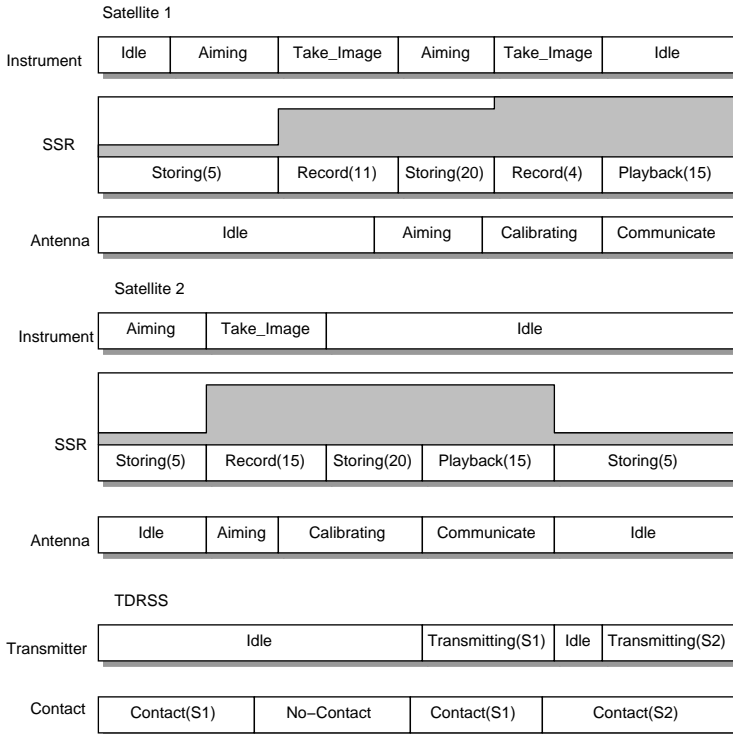 Satellite 1
Instrument Idle Aiming Take_Image Aiming Take_Image Idle
SSR
Storing(5) Record(11) Storing(20) Record(4) Playback(15)
Antenna Idle Aiming Calibrating Communicate
Satellite 2
Instrument Aiming Take_Image Idle
SSR
Storing(5) Record(15) Storing(20) Playback(15) Storing(5)
Antenna Idle Aiming Calibrating Communicate Idle
TDRSS
Transmitter Idle Transmitting(S1) Idle Transmitting(S2)
Contact Contact(S1) No−Contact Contact(S1) Contact(S2)